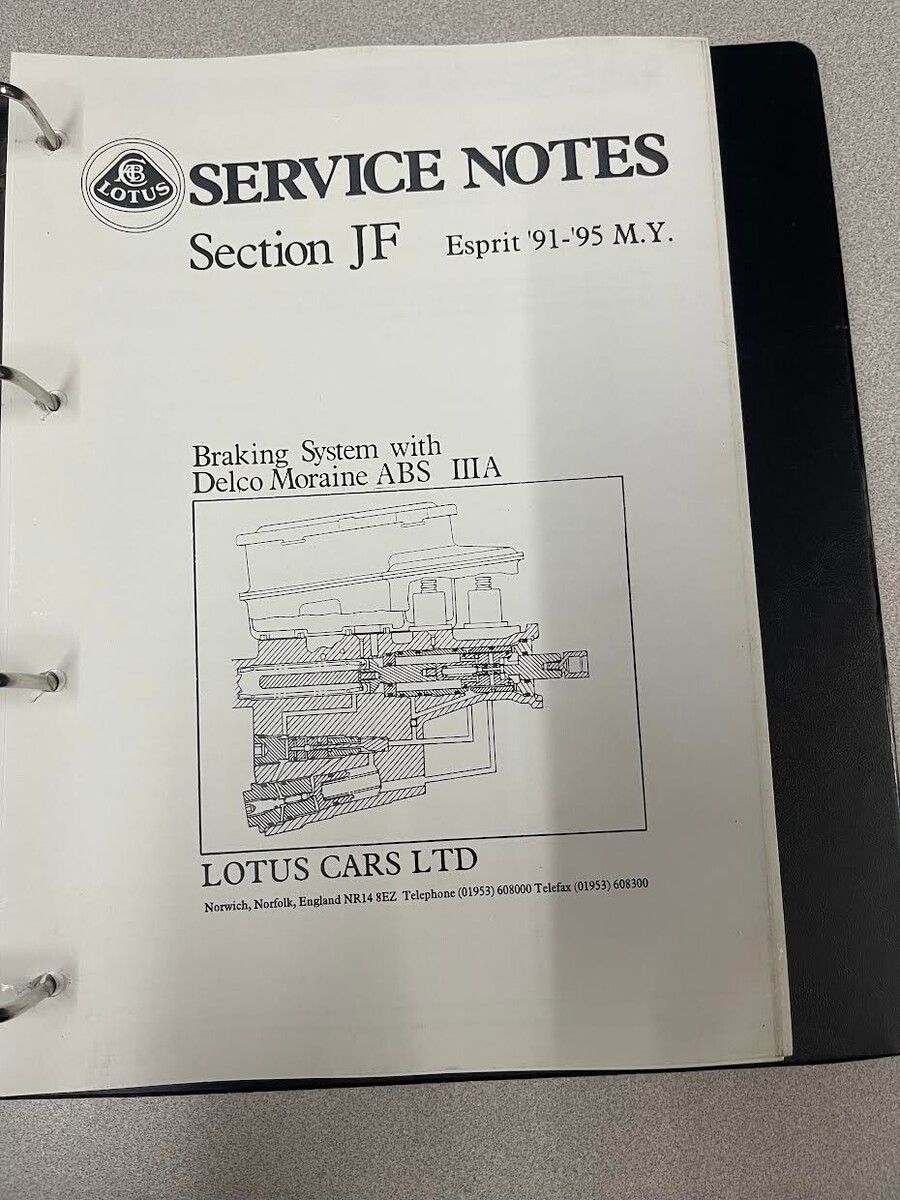 LOTUS
SERVICE NOTES
Section JF Esprit '91-'95 M.Y.
Braking System with
Delco Moraine ABS IIIA
LOTUS CARS LTD
Norwich, Norfolk, England NR14 8EZ Telephone (01953) 608000 Telefax (01953) 608300